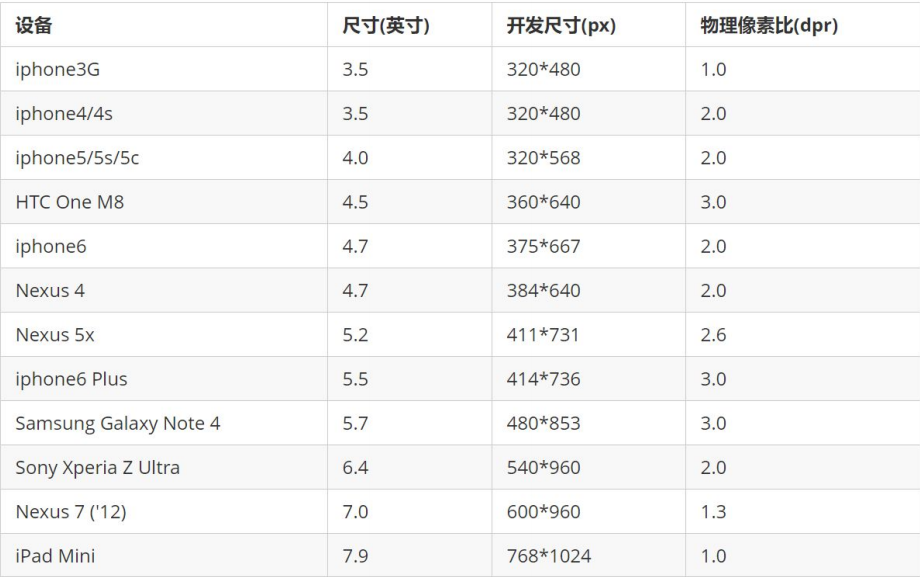 设备 尺寸(英寸) 开发尺寸(px) 物理像素比(dpr)
iphone3G 3.5 320*480 1.0
iphone4/4s 3.5 320*480 2.0
iphone5/5s/5c 4.0 320*568 2.0
HTC One M8 4.5 360*640 3.0
iphone6 4.7 375*667 2.0
Nexus 4 4.7 384*640 2.0
Nexus 5x 5.2 411*731 2.6
iphone6 Plus 5.5 414*736 3.0
Samsung Galaxy Note 4 5.7 480*853 3.0
Sony Xperia Z Ultra 6.4 540*960 2.0
Nexus 7 ('12) 7.0 600*960 1.3
iPad Mini 7.9 768*1024 1.0